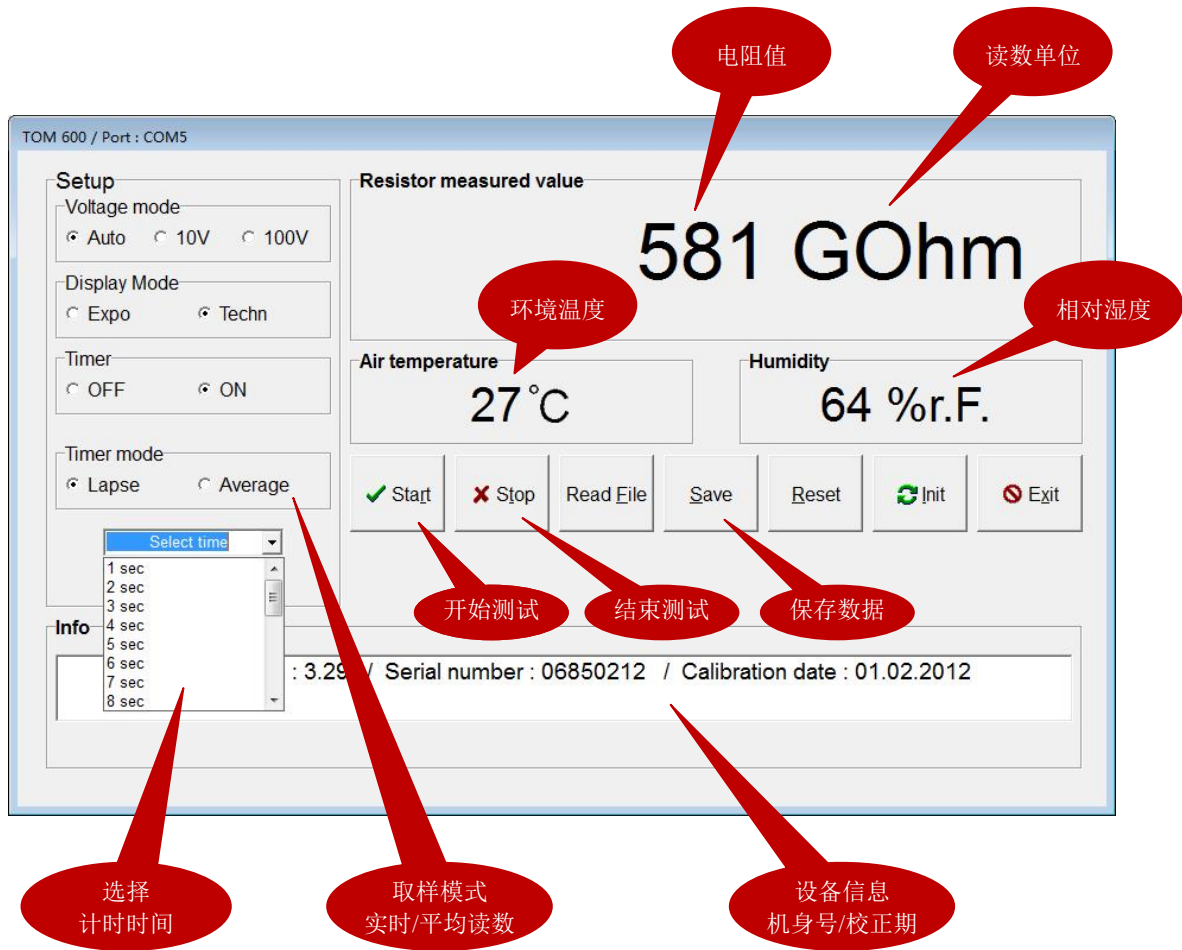 电阻值
读数单位
TOM 600 / Port : COM5
Setup
Voltage mode
Auto 10V 100V
Display Mode
Expo Techn
Timer
OFF ON
Timer mode
Lapse Average
Select time
1 sec
2 sec
3 sec
4 sec
5 sec
6 sec
7 sec
8 sec
Resistor measured value
581 GOhm
环境温度
相对湿度
Air temperature
27 °C
Humidity
64 %r.F.
Start Stop Read File Save Reset Init Exit
开始测试
结束测试
保存数据
Info
: 3.29 / Serial number : 06850212 / Calibration date : 01.02.2012
选择
计时时间
取样模式
实时/平均读数
设备信息
机身号/校正期